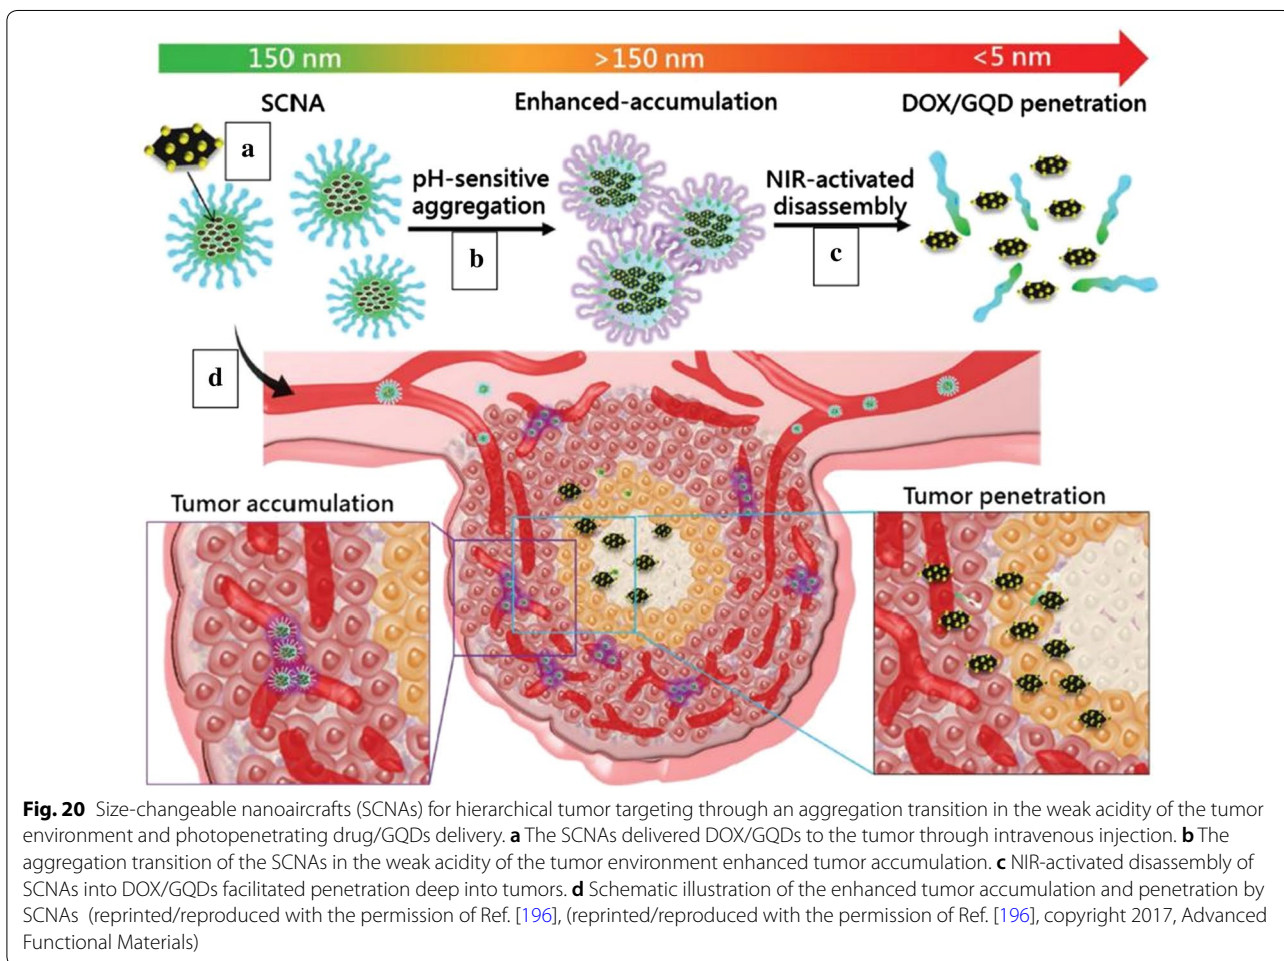 150 nm >150 nm <5 nm
SCNA Enhanced-accumulation DOX/GQD penetration
a
pH-sensitive
aggregation
b
NIR-activated
disassembly
c
d
Tumor accumulation
Tumor penetration
Fig. 20 Size-changeable nanoaircrafts (SCNAs) for hierarchical tumor targeting through an aggregation transition in the weak acidity of the tumor
environment and photopenetrating drug/GQDs delivery. a The SCNAs delivered DOX/GQDs to the tumor through intravenous injection. b The
aggregation transition of the SCNAs in the weak acidity of the tumor environment enhanced tumor accumulation. c NIR-activated disassembly of
SCNAs into DOX/GQDs facilitated penetration deep into tumors. d Schematic illustration of the enhanced tumor accumulation and penetration by
SCNAs (reprinted/reproduced with the permission of Ref. [196], (reprinted/reproduced with the permission of Ref. [196], copyright 2017, Advanced
Functional Materials)